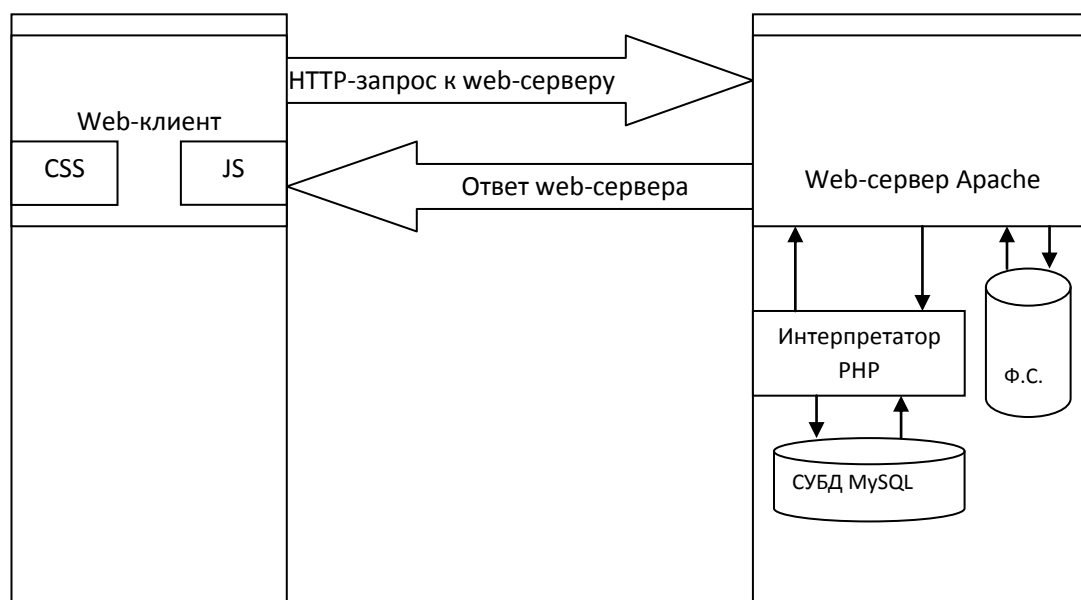 HTTP-запрос к web-серверу
Web-клиент
CSS
JS
Ответ web-сервера
Web-сервер Apache
Интерпретатор
PHP
Ф.С.
СУБД MySQL